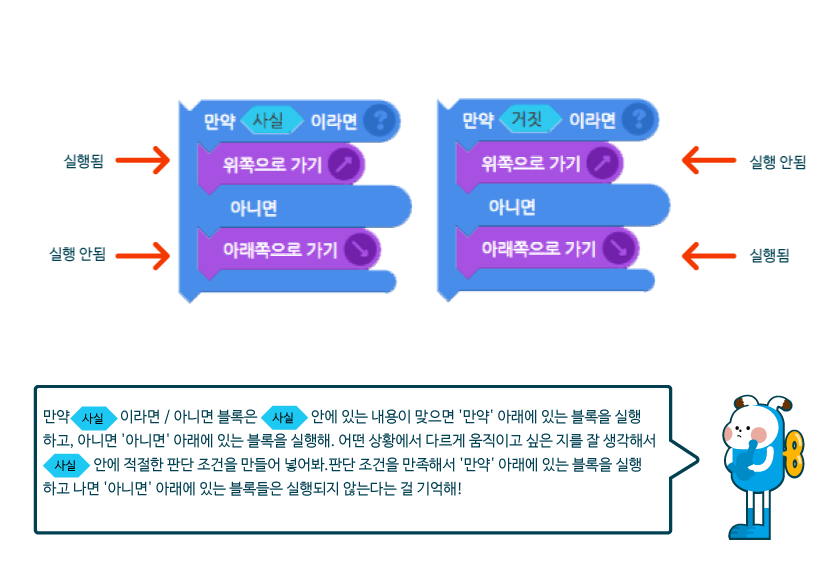 만약 사실 이라면 ?
실행됨
위쪽으로 가기
아니면
실행 안됨
아래쪽으로 가기
만약 거짓 이라면 ?
위쪽으로 가기
실행 안됨
아니면
아래쪽으로 가기
실행됨
만약 사실 이라면 / 아니면 블록은 사실 안에 있는 내용이 맞으면 '만약' 아래에 있는 블록을 실행
하고, 아니면 '아니면' 아래에 있는 블록을 실행해. 어떤 상황에서 다르게 움직이고 싶은 지를 잘 생각해서
사실 안에 적절한 판단 조건을 만들어 넣어봐.판단 조건을 만족해서 '만약' 아래에 있는 블록을 실행
하고 나면 '아니면' 아래에 있는 블록들은 실행되지 않는다는 걸 기억해!